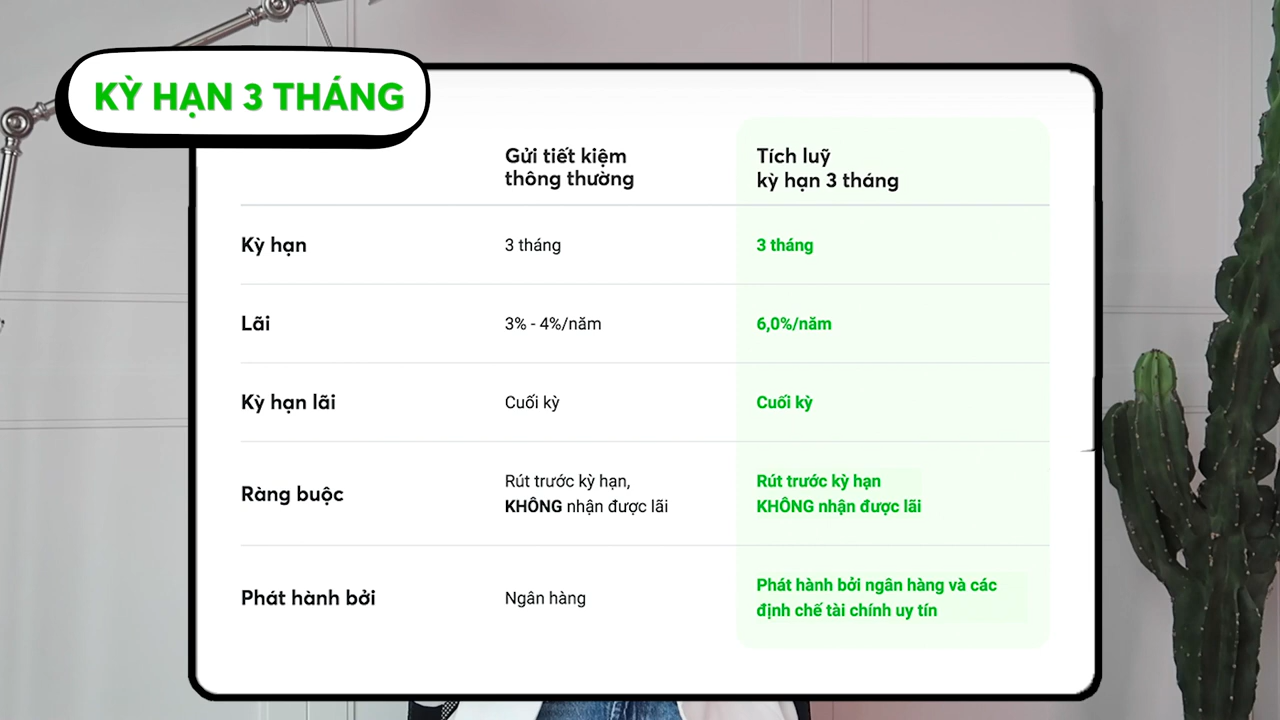 KỲ HẠN 3 THÁNG
Gửi tiết kiệm
thông thường
Tích luỹ
kỳ hạn 3 tháng
Kỳ hạn
3 tháng
3 tháng
Lãi
3% - 4%/năm
6,0%/năm
Kỳ hạn lãi
Cuối kỳ
Cuối kỳ
Ràng buộc
Rút trước kỳ hạn,
KHÔNG nhận được lãi
Rút trước kỳ hạn
KHÔNG nhận được lãi
Phát hành bởi
Ngân hàng
Phát hành bởi ngân hàng và các
định chế tài chính uy tín